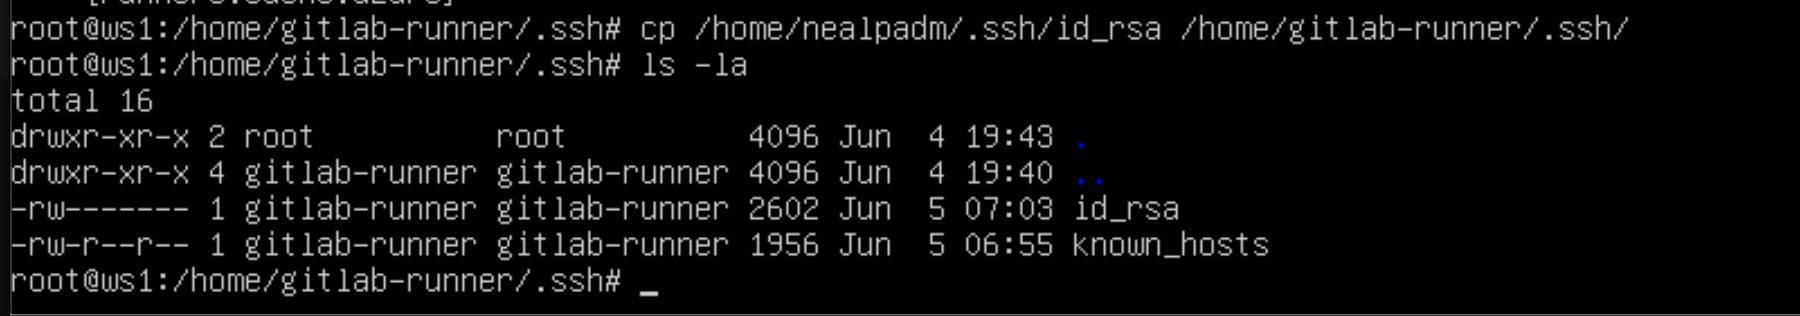 root@ws1:/home/gitlab-runner/.ssh# cp /home/nealpadm/.ssh/id_rsa /home/gitlab-runner/.ssh/
root@ws1:/home/gitlab-runner/.ssh# ls -la
total 16
drwxr-xr-x 2 root          root          4096 Jun  4 19:43 .
drwxr-xr-x 4 gitlab-runner gitlab-runner 4096 Jun  4 19:40 ..
-rw------- 1 gitlab-runner gitlab-runner 2602 Jun  5 07:03 id_rsa
-rw-r--r-- 1 gitlab-runner gitlab-runner 1956 Jun  5 06:55 known_hosts
root@ws1:/home/gitlab-runner/.ssh# _